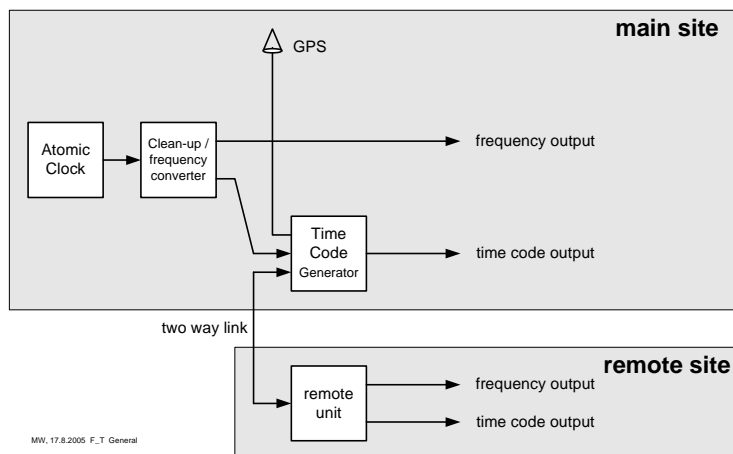 main site
GPS
Atomic
Clock
Clean-up /
frequency
converter
frequency output
Time
Code
Generator
time code output
two way link
remote site
remote
unit
frequency output
time code output
MW, 17.8.2005 F_T General